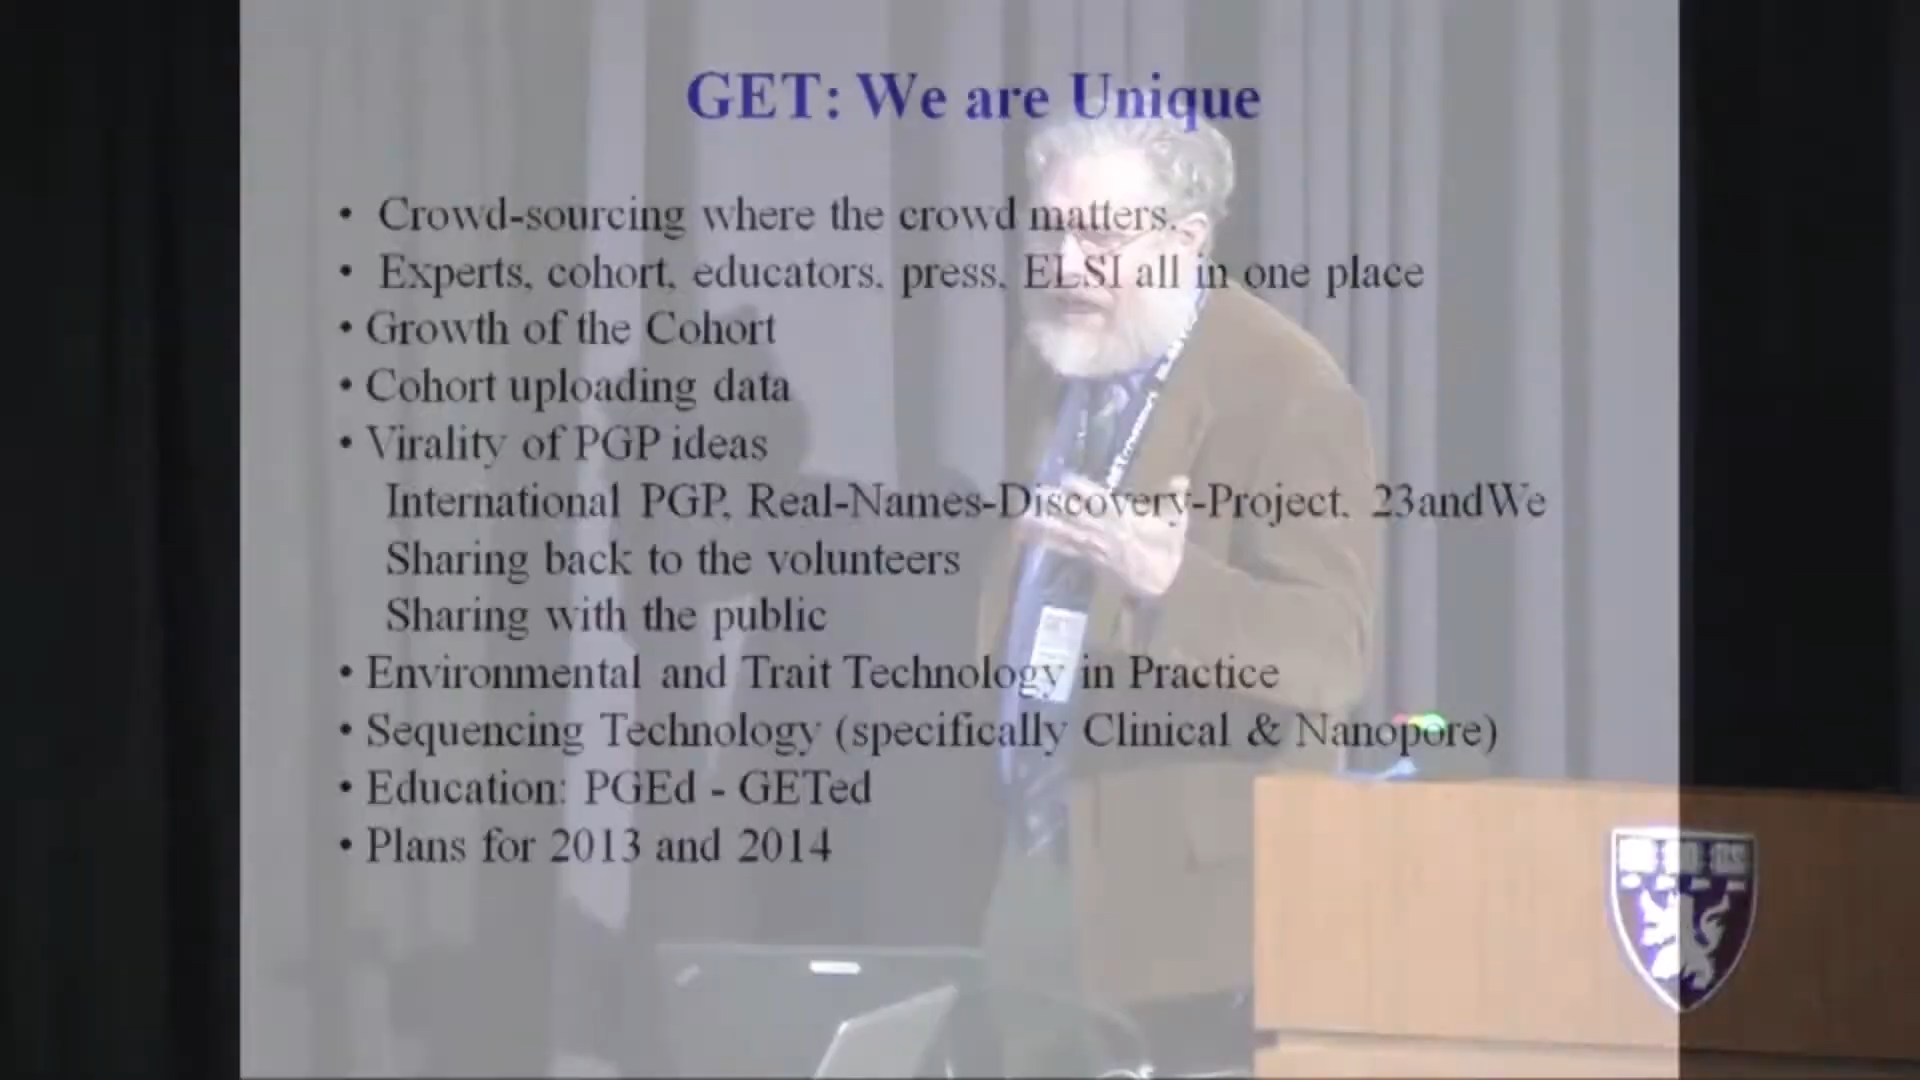 GET: We are Unique
• Crowd-sourcing where the crowd matters.
• Experts, cohort, educators, press, ELSI all in one place
• Growth of the Cohort
• Cohort uploading data
• Virality of PGP ideas
International PGP, Real-Names-Discovery-Project, 23andWe
Sharing back to the volunteers
Sharing with the public
• Environmental and Trait Technology in Practice
• Sequencing Technology (specifically Clinical & Nanopore)
• Education: PGEd - GETed
• Plans for 2013 and 2014